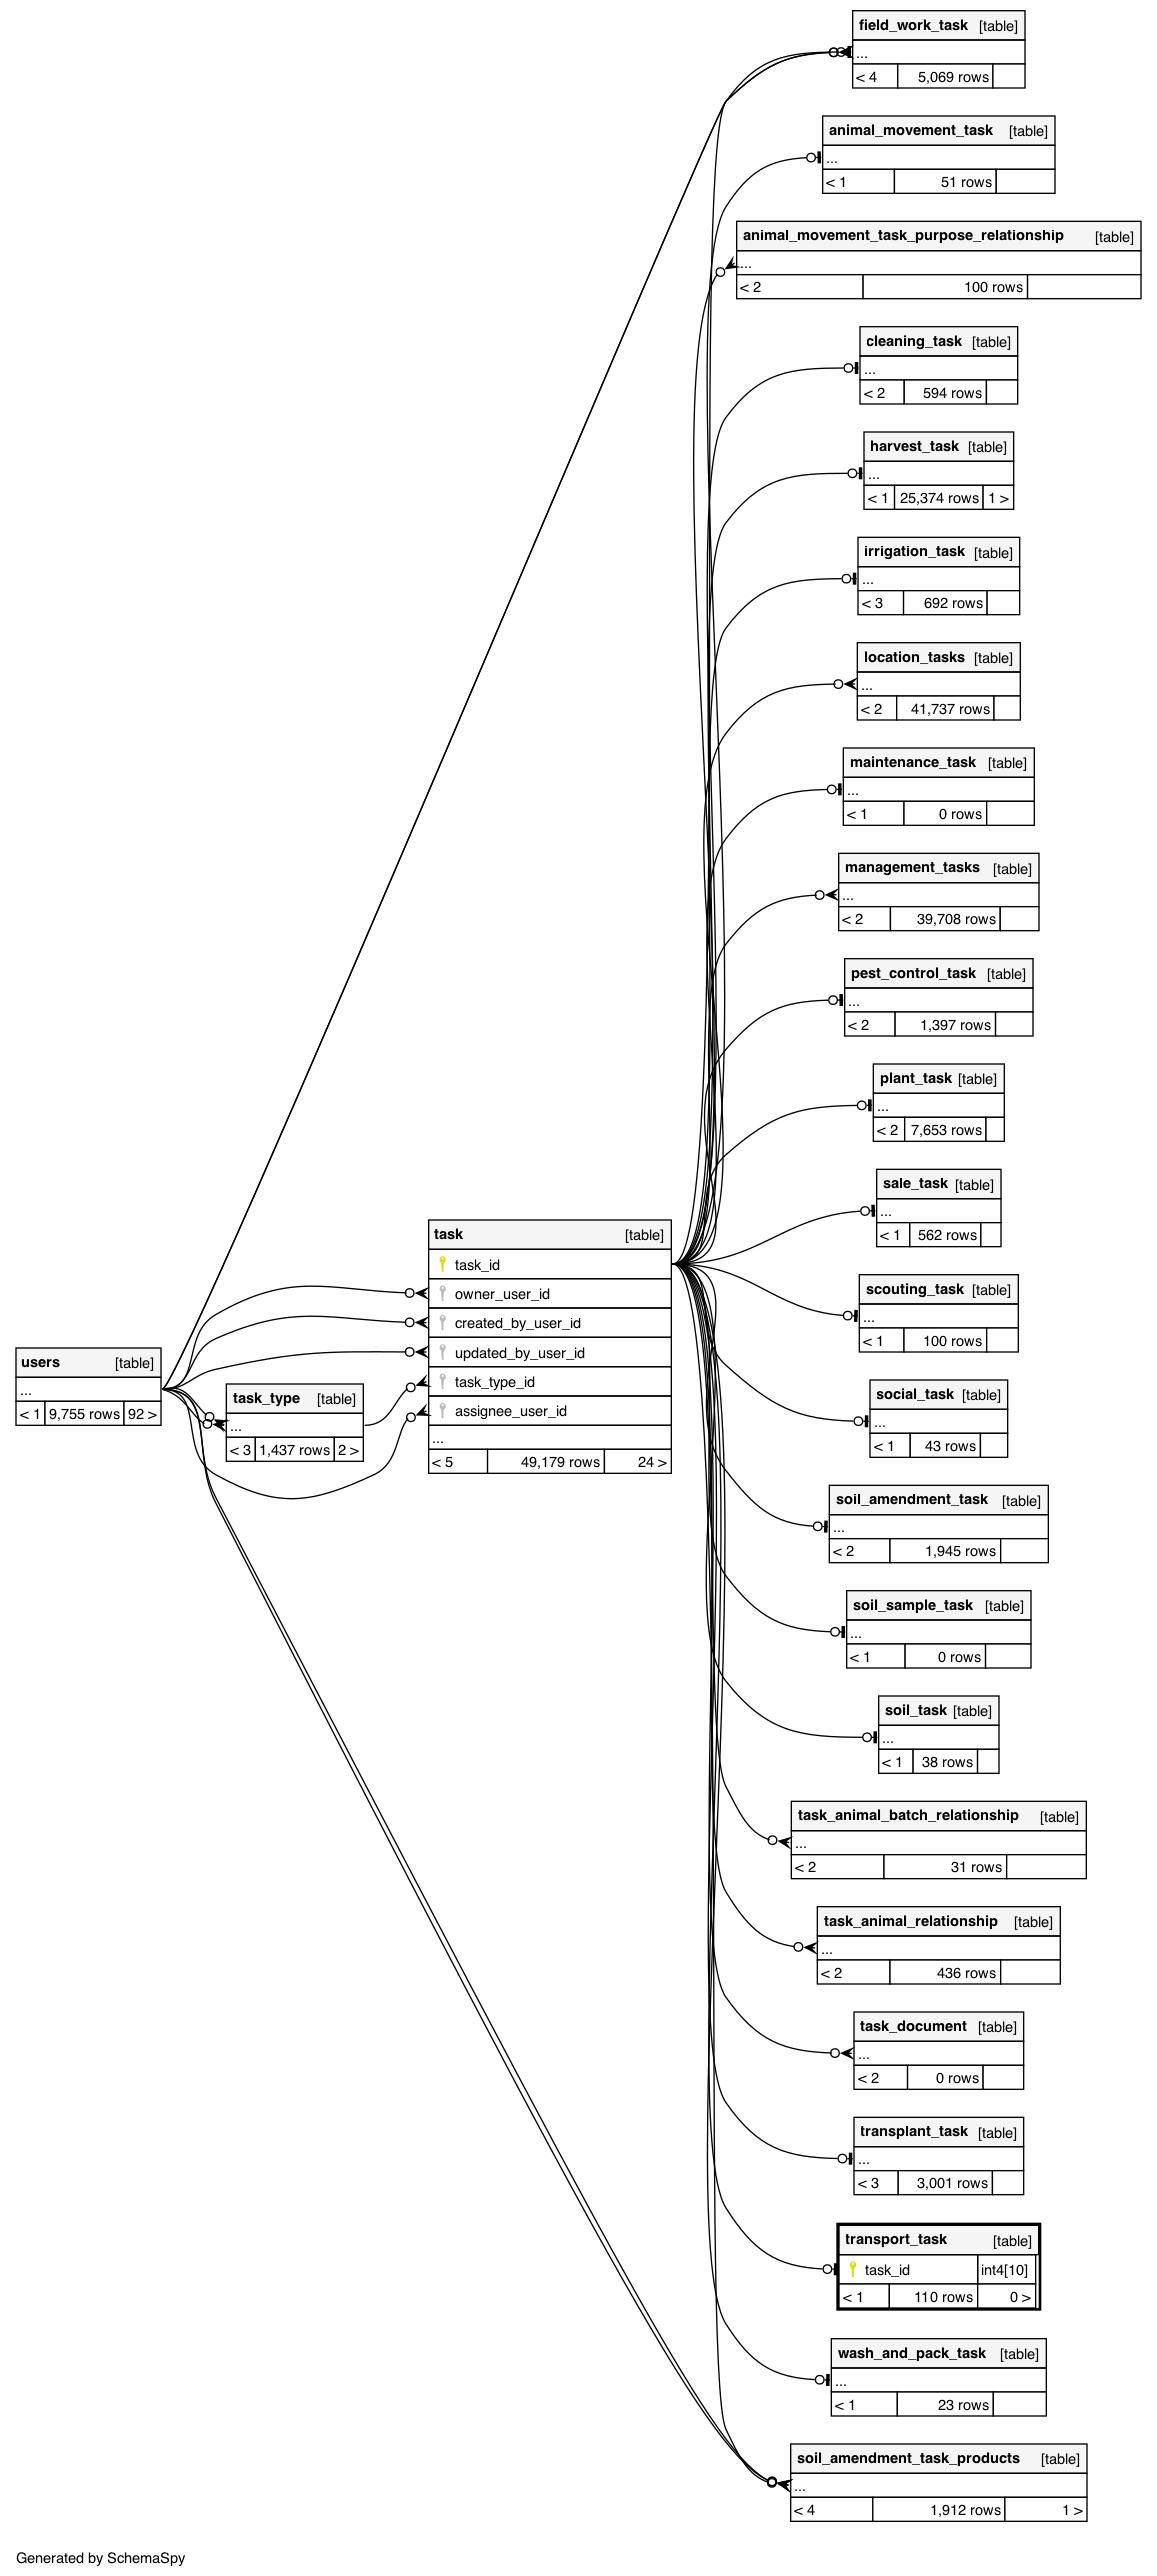 field_work_task [table]
...
< 4 5,069 rows
animal_movement_task [table]
...
< 1 51 rows
animal_movement_task_purpose_relationship [table]
...
< 2 100 rows
cleaning_task [table]
...
< 2 594 rows
harvest_task [table]
...
< 1 25,374 rows 1 >
irrigation_task [table]
...
< 3 692 rows
location_tasks [table]
...
< 2 41,737 rows
maintenance_task [table]
...
< 1 0 rows
management_tasks [table]
...
< 2 39,708 rows
pest_control_task [table]
...
< 2 1,397 rows
plant_task [table]
...
< 2 7,653 rows
sale_task [table]
...
< 1 562 rows
scouting_task [table]
...
< 1 100 rows
social_task [table]
...
< 1 43 rows
soil_amendment_task [table]
...
< 2 1,945 rows
soil_sample_task [table]
...
< 1 0 rows
soil_task [table]
...
< 1 38 rows
task_animal_batch_relationship [table]
...
< 2 31 rows
task_animal_relationship [table]
...
< 2 436 rows
task_document [table]
...
< 2 0 rows
transplant_task [table]
...
< 3 3,001 rows
transport_task [table]
task_id int4[10]
< 1 110 rows 0 >
wash_and_pack_task [table]
...
< 1 23 rows
soil_amendment_task_products [table]
...
< 4 1,912 rows 1 >
task [table]
task_id
owner_user_id
created_by_user_id
updated_by_user_id
task_type_id
assignee_user_id
...
< 5 49,179 rows 24 >
users [table]
...
< 1 9,755 rows 92 >
task_type [table]
...
< 3 1,437 rows 2 >
Generated by SchemaSpy